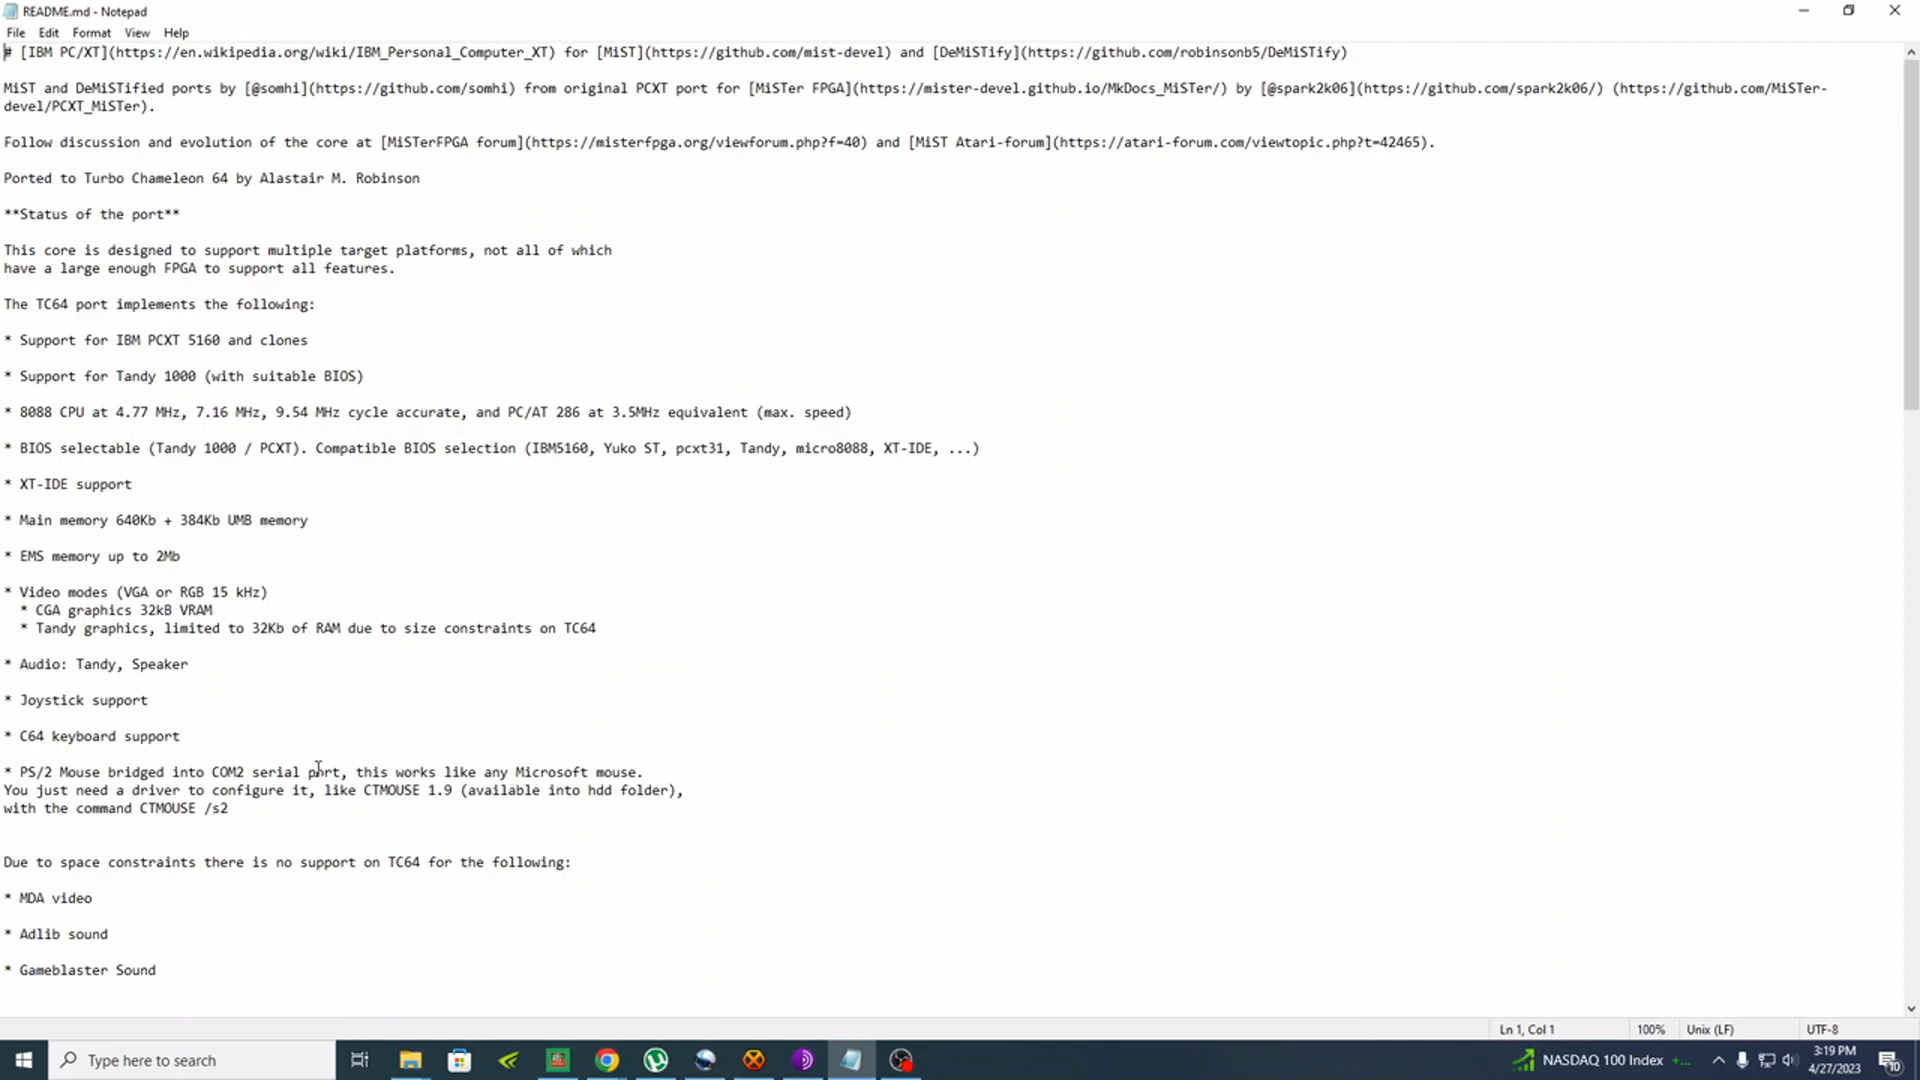 README.md - Notepad
File Edit Format View Help
# [IBM PC/XT](https://en.wikipedia.org/wiki/IBM_Personal_Computer_XT) for [MiST](https://github.com/mist-devel) and [DeMiSTify](https://github.com/robinsonb5/DeMiSTify)
MiST and DeMiSTified ports by [@somhi](https://github.com/somhi) from original PCXT port for [MiSTer FPGA](https://mister-devel.github.io/MkDocs_MiSTer/) by [@spark2k06](https://github.com/spark2k06/) (https://github.com/MiSTer-
devel/PCXT_MiSTer).
Follow discussion and evolution of the core at [MiSTerFPGA forum](https://misterfpga.org/viewforum.php?f=40) and [MiST Atari-forum](https://atari-forum.com/viewtopic.php?t=42465).
Ported to Turbo Chameleon 64 by Alastair M. Robinson
**Status of the port**
This core is designed to support multiple target platforms, not all of which
have a large enough FPGA to support all features.
The TC64 port implements the following:
* Support for IBM PCXT 5160 and clones
* Support for Tandy 1000 (with suitable BIOS)
* 8088 CPU at 4.77 MHz, 7.16 MHz, 9.54 MHz cycle accurate, and PC/AT 286 at 3.5MHz equivalent (max. speed)
* BIOS selectable (Tandy 1000 / PCXT). Compatible BIOS selection (IBM5160, Yuko ST, pcxt31, Tandy, micro8088, XT-IDE, ...)
* XT-IDE support
* Main memory 640Kb + 384Kb UMB memory
* EMS memory up to 2Mb
* Video modes (VGA or RGB 15 kHz)
* CGA graphics 32kB VRAM
* Tandy graphics, limited to 32Kb of RAM due to size constraints on TC64
* Audio: Tandy, Speaker
* Joystick support
* C64 keyboard support
* PS/2 Mouse bridged into COM2 serial port, this works like any Microsoft mouse.
You just need a driver to configure it, like CTMOUSE 1.9 (available into hdd folder),
with the command CTMOUSE /s2
Due to space constraints there is no support on TC64 for the following:
* MDA video
* Adlib sound
* Gameblaster Sound
Ln 1, Col 1 100% Unix (LF) UTF-8
Type here to search
NASDAQ 100 Index +...
3:19 PM
4/27/2023
10